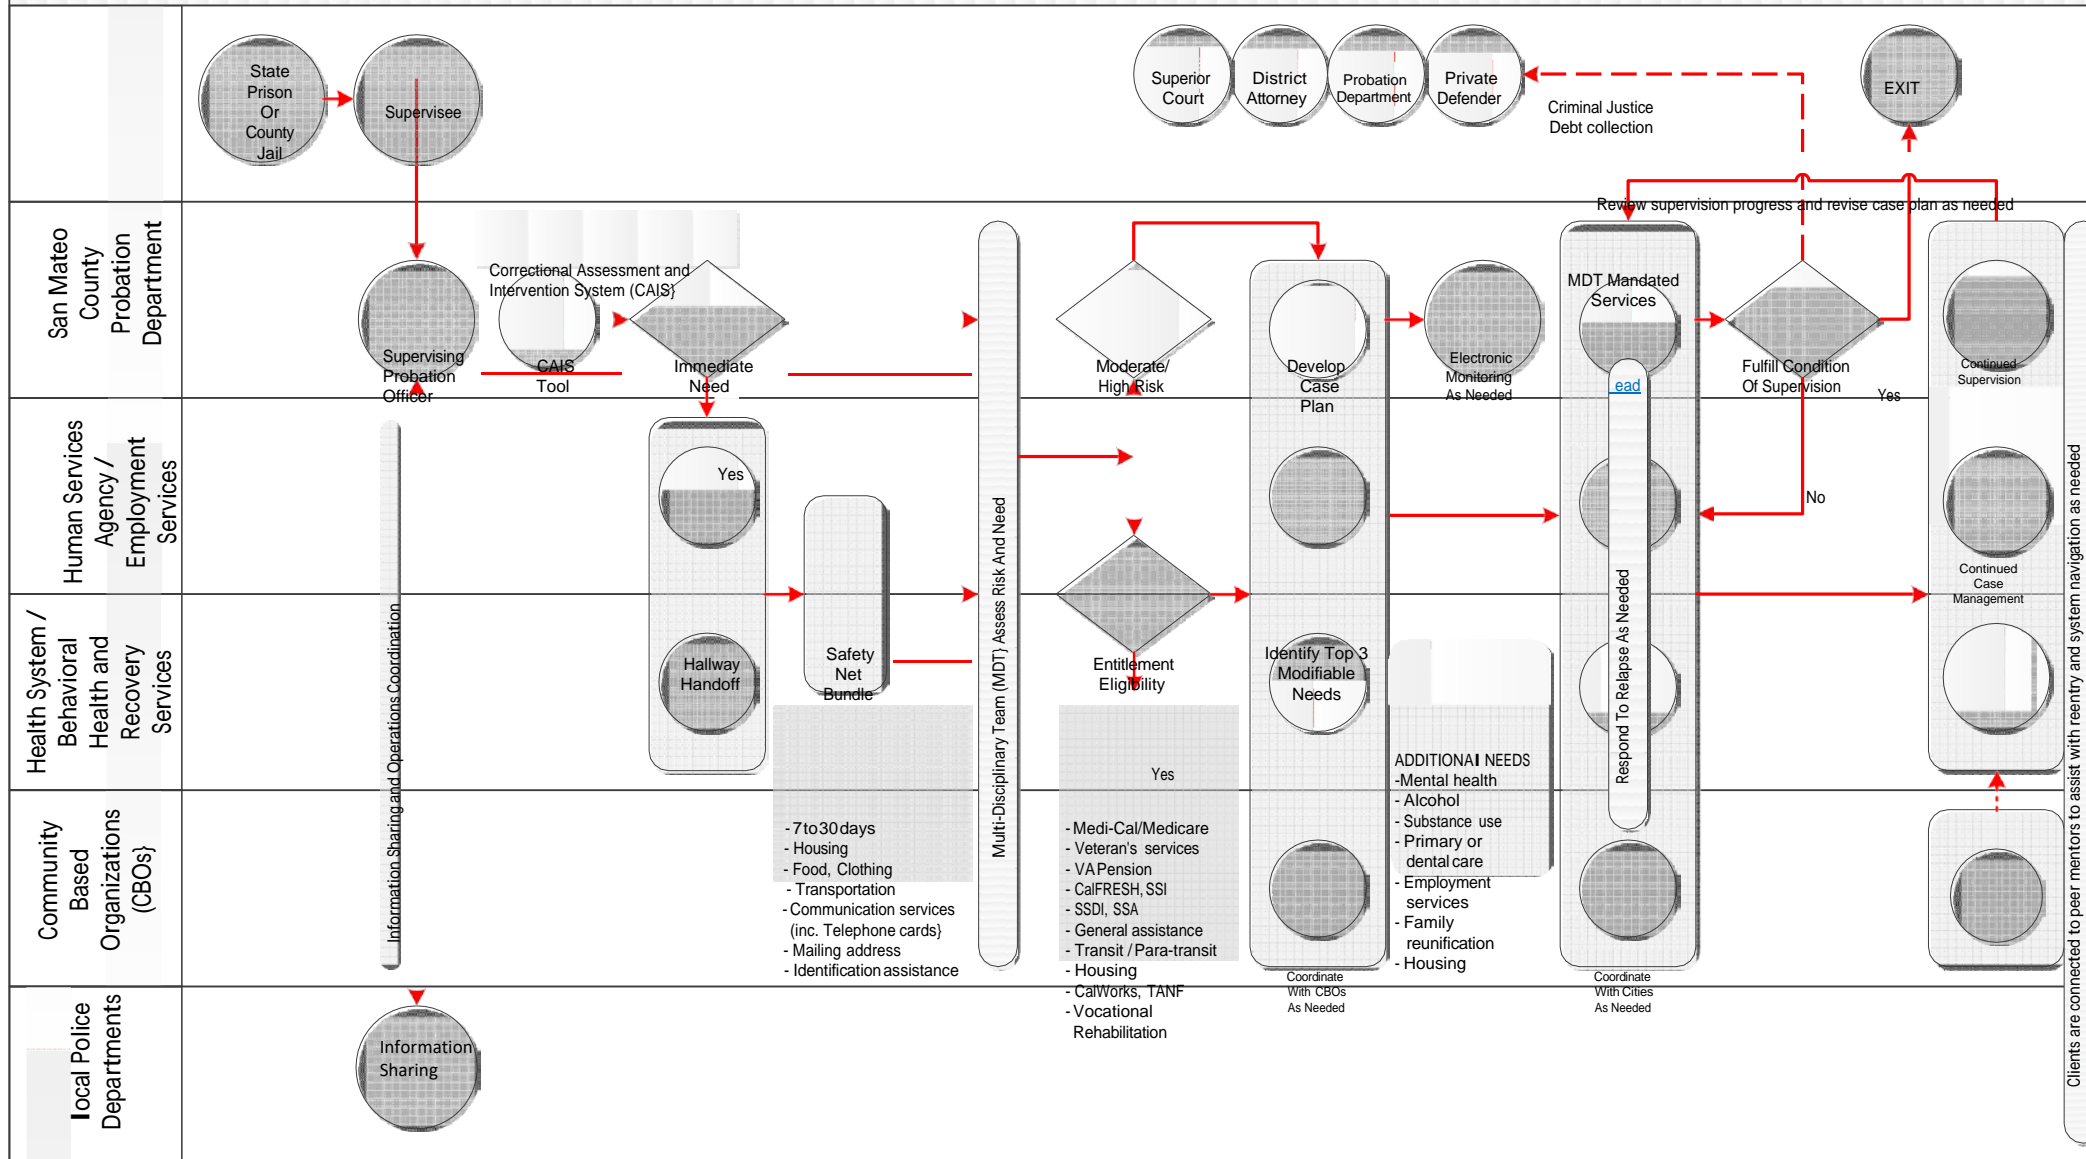 State
Prison
Or
County
Jail
Supervisee
Superior
Court
District
Attorney
Probation
Department
Private
Defender
Criminal Justice
Debt collection
EXIT
Review supervision progress and revise case plan as needed
San Mateo
County
Probation
Department
Correctional Assessment and
Intervention System (CAIS}
Supervising
Probation
Officer
CAIS
Tool
Immediate
Need
Moderate/
High Risk
Develop
Case
Plan
Electronic
Monitoring
As Needed
MDT Mandated
Services
ead
Fulfill Condition
Of Supervision
Yes
Continued
Supervision
Human Services
Agency /
Employment
Services
Yes
No
Continued
Case
Management
Health System /
Behavioral
Health and
Recovery
Services
Hallway
Handoff
Safety
Net
Bundle
Entitlement
Eligibility
Identify Top 3
Modifiable
Needs
Information Sharing and Operations Coordination
Multi-Disciplinary Team (MDT} Assess Risk And Need
Respond To Relapse As Needed
Clients are connected to peer mentors to assist with reentry and system navigation as needed
Community
Based
Organizations
(CBOs}
- 7to30days
- Housing
- Food, Clothing
- Transportation
- Communication services
(inc. Telephone cards}
- Mailing address
- Identification assistance
Yes
- Medi-Cal/Medicare
- Veteran's services
- VAPension
- CalFRESH, SSI
- SSDI, SSA
- General assistance
- Transit / Para-transit
- Housing
- CalWorks, TANF
- Vocational
Rehabilitation
ADDITIONAI NEEDS
-Mental health
- Alcohol
- Substance use
- Primary or
dental care
- Employment
services
- Family
reunification
- Housing
Coordinate
With CBOs
As Needed
Coordinate
With Cities
As Needed
Iocal Police
Departments
Information
Sharing